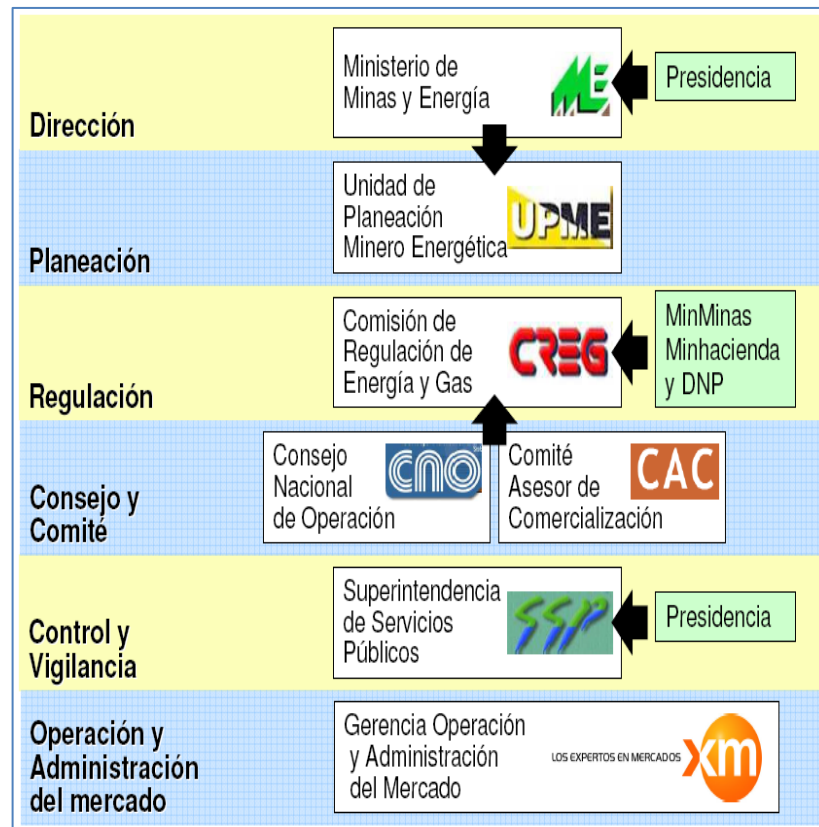 Dirección
Ministerio de
Minas y Energía
ME
Presidencia
Planeación
Unidad de
Planeación
Minero Energética
UPME
Regulación
Comisión de
Regulación de
Energía y Gas
CREG
MinMinas
Minhacienda
y DNP
Consejo y
Comité
Consejo
Nacional
de Operación
cno
Comité
Asesor de
Comercialización
CAC
Control y
Vigilancia
Superintendencia
de Servicios
Públicos
SSP
Presidencia
Operación y
Administración
del mercado
Gerencia Operación
y Administración
del Mercado
LOS EXPERTOS EN MERCADOS
xm